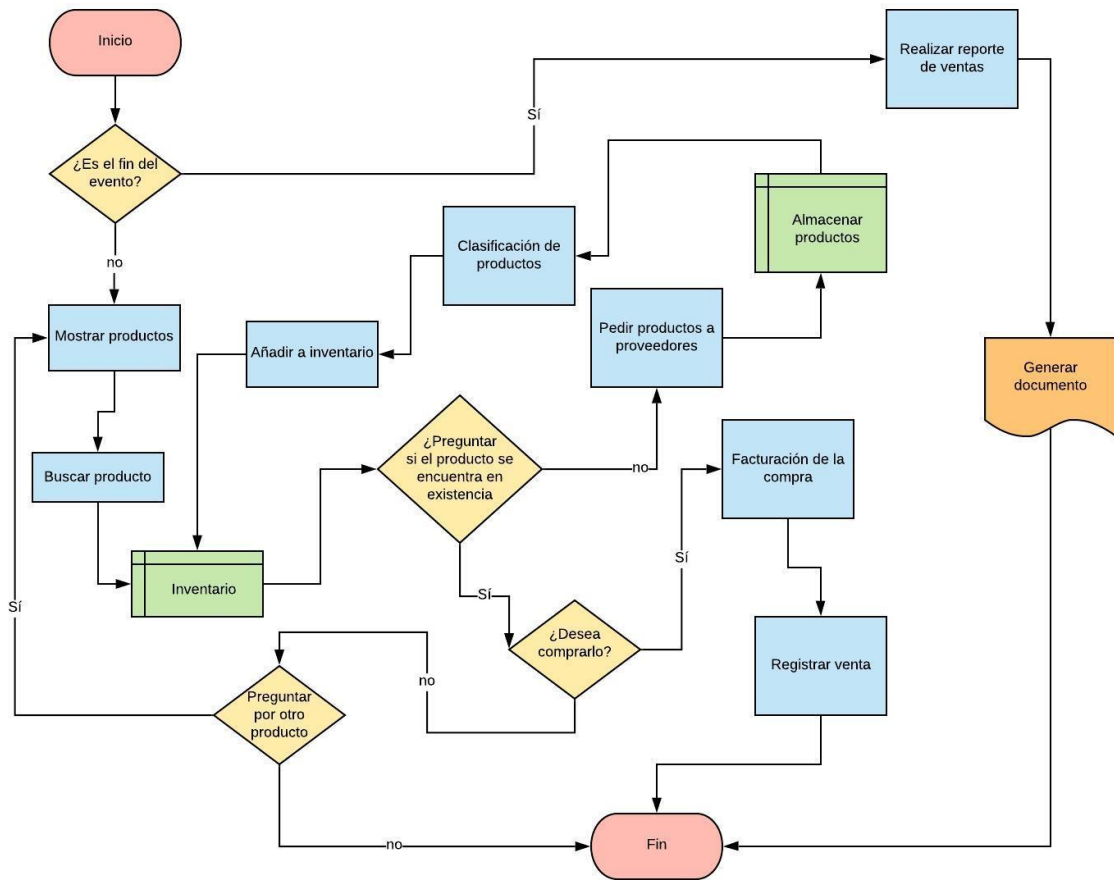 Inicio
Realizar reporte
de ventas
Sí
¿Es el fin del
evento?
Almacenar
productos
Clasificación de
productos
no
Mostrar productos
Añadir a inventario
Pedir productos a
proveedores
Generar
documento
¿Preguntar
si el producto se
encuentra en
existencia
no
Facturación de la
compra
Buscar producto
Sí
Inventario
Sí
Sí
¿Desea
comprarlo?
Registrar venta
no
Preguntar
por otro
producto
no
Fin